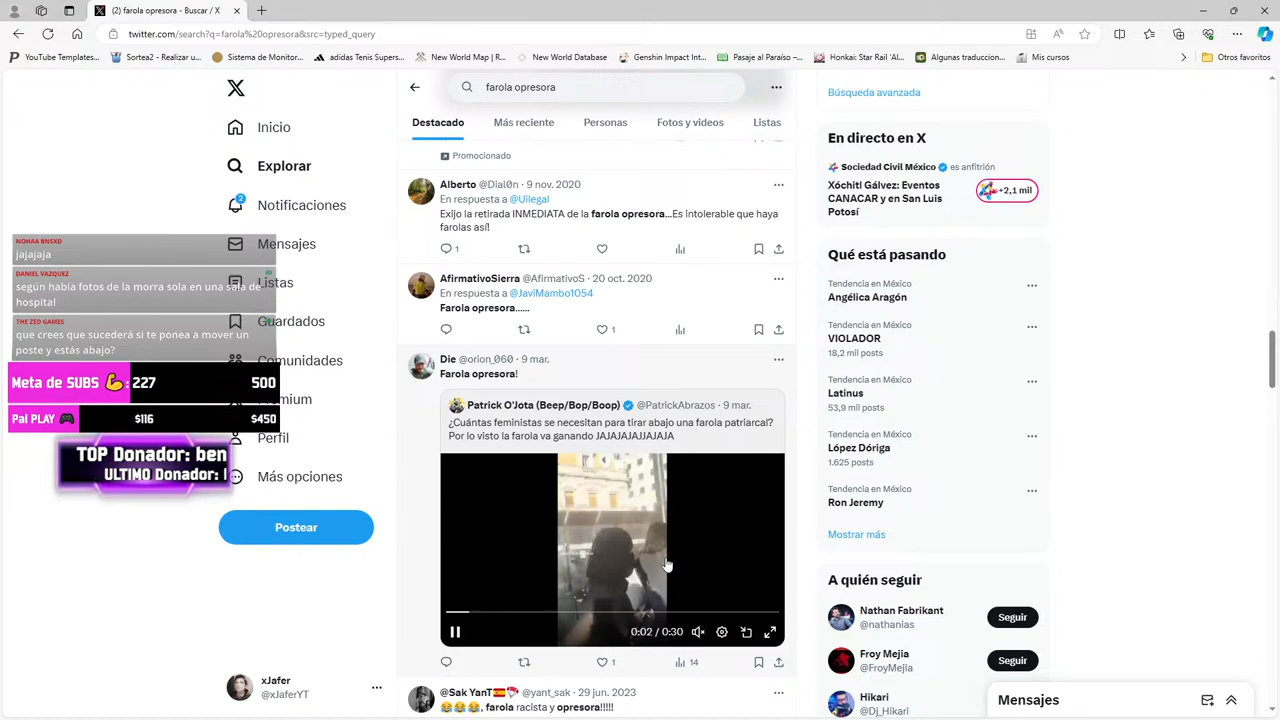 (2) farola opresora - Buscar / X
twitter.com/search?q=farola%20opresora&src=typed_query
YouTube Templates...
Sortea2 - Realizar u...
Sistema de Monitor...
adidas Tenis Supers...
New World Map | R...
New World Database
Genshin Impact Int...
Pasaje al Paraíso –...
Honkai: Star Rail 'Al...
Algunas traduccion...
Mis cursos
Otros favoritos
Inicio
Explorar
2
Notificaciones
Mensajes
Listas
Guardados
Comunidades
emium
Perfil
Más opciones
Postear
xJafer
@xJaferYT
NOHAA BNSXD
jajajaja
DANIEL VAZQUEZ
según había fotos de la morra sola en una sala de
hospital!
THE ZED GAMES
que crees que sucederá si te ponea a mover un
poste y estás abajo?
Meta de SUBS 💪: 227 500
Pal PLAY 🎮 $116 $450
TOP Donador: ben
ULTIMO Donador: l
farola opresora
Destacado
Más reciente
Personas
Fotos y videos
Listas
Promocionado
Alberto @Dlal0n · 9 nov. 2020
En respuesta a @Uilegal
Exijo la retirada INMEDIATA de la farola opresora...Es intolerable que haya
farolas así!
1
AfirmativoSierra @AfirmativoS · 20 oct. 2020
En respuesta a @JaviMambo1054
Farola opresora......
1
Die @orion_060 · 9 mar.
Farola opresora!
Patrick O'Jota (Beep/Bop/Boop) @PatrickAbrazos · 9 mar.
¿Cuántas feministas se necesitan para tirar abajo una farola patriarcal?
Por lo visto la farola va ganando JAJAJAJAJJAJAJA
0:02 / 0:30
1
14
@Sak YanT @yant_sak · 29 jun. 2023
😂😂😂, farola racista y opresora!!!!!
Búsqueda avanzada
En directo en X
Sociedad Civil México es anfitrión
Xóchitl Gálvez: Eventos
CANACAR y en San Luis
Potosí
+2,1 mil
Qué está pasando
Tendencia en México
Angélica Aragón
Tendencia en México
VIOLADOR
18,2 mil posts
Tendencia en México
Latinus
53,9 mil posts
Tendencia en México
López Dóriga
1.625 posts
Tendencia en México
Ron Jeremy
Mostrar más
A quién seguir
Nathan Fabrikant
@nathanias
Seguir
Froy Mejia
@FroyMejia
Seguir
Hikari
@Dj_Hikari
Mensajes